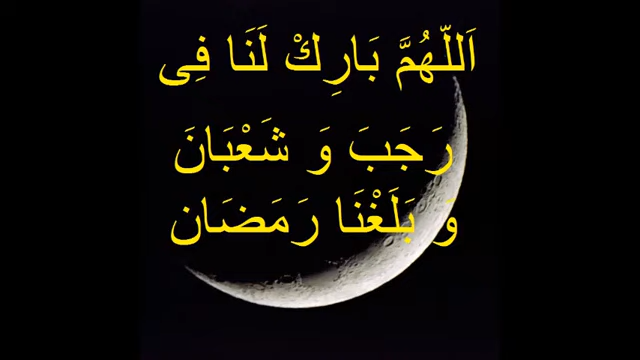 اَللّهُمَّ بَارِكْ لَنَا فِى
رَجَبَ وَ شَعْبَانَ
وَ بَلَغْنَا رَمَضَان